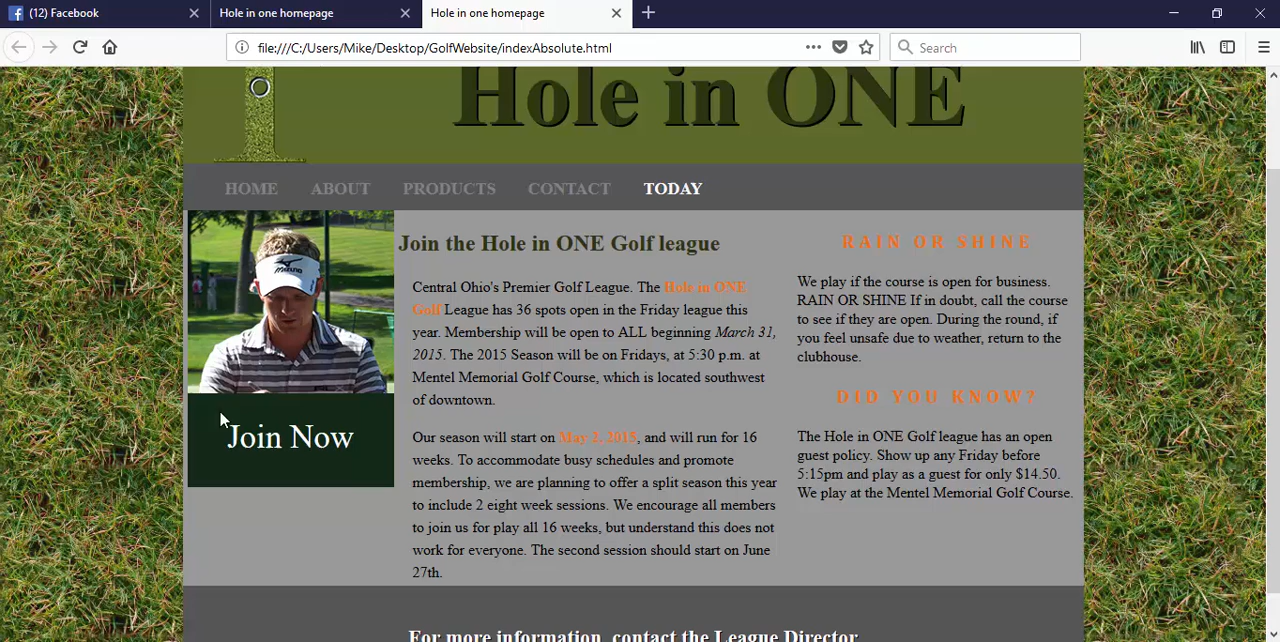 (12) Facebook
Hole in one homepage
Hole in one homepage
file:///C:/Users/Mike/Desktop/GolfWebsite/indexAbsolute.html
Search
Hole in ONE
HOME ABOUT PRODUCTS CONTACT TODAY
MIZUNO
Join Now
Join the Hole in ONE Golf league
Central Ohio's Premier Golf League. The Hole in ONE
Golf League has 36 spots open in the Friday league this
year. Membership will be open to ALL beginning March 31,
2015. The 2015 Season will be on Fridays, at 5:30 p.m. at
Mentel Memorial Golf Course, which is located southwest
of downtown.
Our season will start on May 2, 2015, and will run for 16
weeks. To accommodate busy schedules and promote
membership, we are planning to offer a split season this year
to include 2 eight week sessions. We encourage all members
to join us for play all 16 weeks, but understand this does not
work for everyone. The second session should start on June
27th.
RAIN OR SHINE
We play if the course is open for business.
RAIN OR SHINE If in doubt, call the course
to see if they are open. During the round, if
you feel unsafe due to weather, return to the
clubhouse.
DID YOU KNOW?
The Hole in ONE Golf league has an open
guest policy. Show up any Friday before
5:15pm and play as a guest for only $14.50.
We play at the Mentel Memorial Golf Course.
For more information, contact the League Director